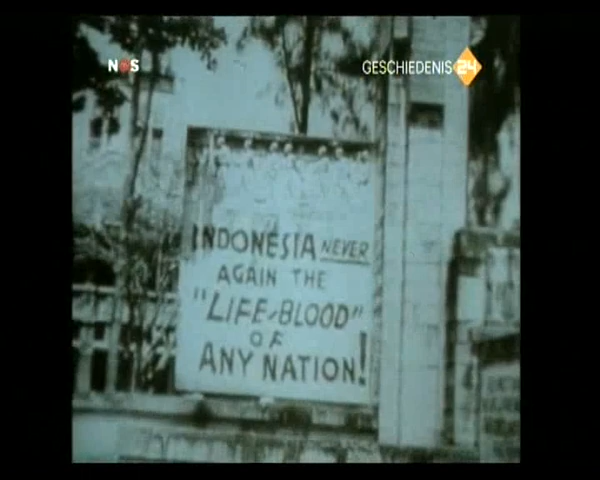 NOS
GESCHIEDENIS 24
INDONESIA NEVER
AGAIN THE
"LIFE-BLOOD"
OF
ANY NATION!